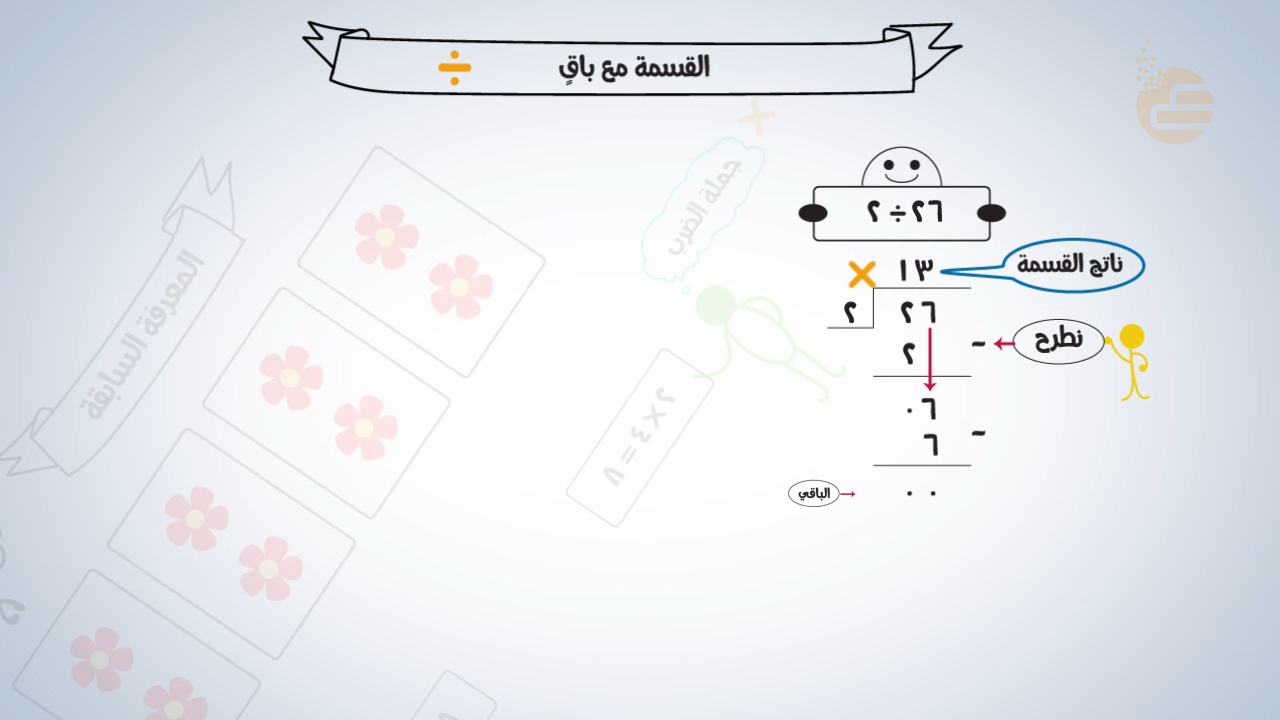 القسمة مع باقٍ ÷
٢٦ ÷ ٢
١٣ ×
ناتج القسمة
٢ ٢٦
٢ -
نطرح
٠٦
٦ -
٠٠
الباقي
جملة الضرب
المعرفة السابقة
٢ × ٤ = ٨